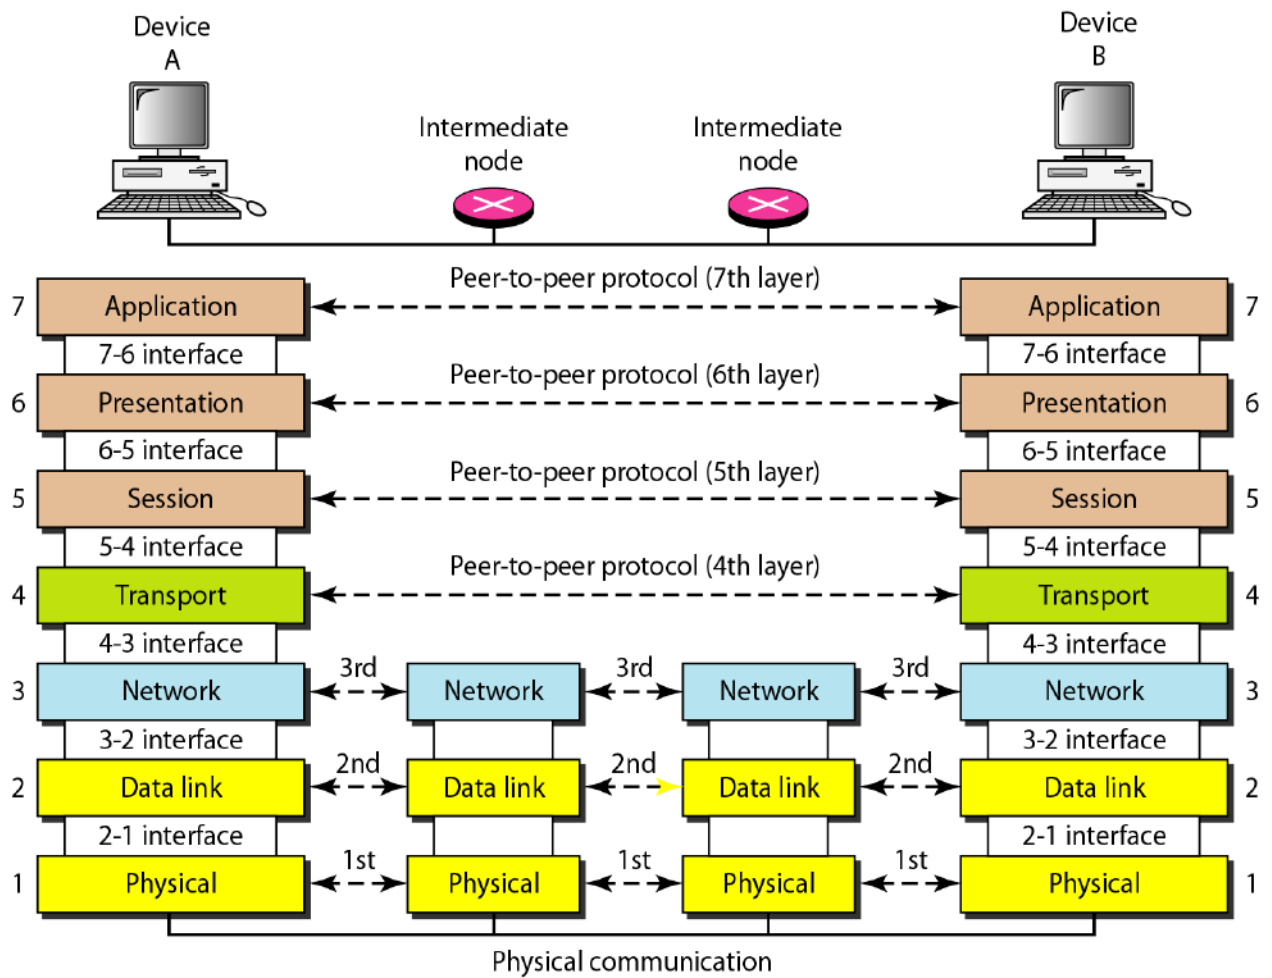 Device
A
Device
B
Intermediate
node
Intermediate
node
Peer-to-peer protocol (7th layer)
7 Application Application 7
7-6 interface 7-6 interface
Peer-to-peer protocol (6th layer)
6 Presentation Presentation 6
6-5 interface 6-5 interface
Peer-to-peer protocol (5th layer)
5 Session Session 5
5-4 interface 5-4 interface
Peer-to-peer protocol (4th layer)
4 Transport Transport 4
4-3 interface 4-3 interface
3rd 3rd 3rd
3 Network Network Network Network 3
3-2 interface 3-2 interface
2nd 2nd 2nd
2 Data link Data link Data link Data link 2
2-1 interface 2-1 interface
1st 1st 1st
1 Physical Physical Physical Physical 1
Physical communication